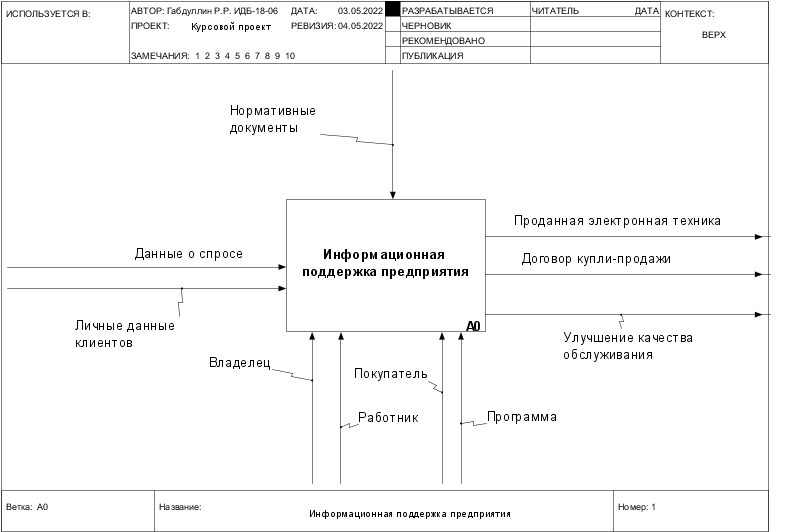 ИСПОЛЬЗУЕТСЯ В:
АВТОР: Габдуллин Р.Р. ИДБ-18-06
ДАТА: 03.05.2022
РАЗРАБАТЫВАЕТСЯ
ЧИТАТЕЛЬ
ДАТА
КОНТЕКСТ:
ПРОЕКТ: Курсовой проект
РЕВИЗИЯ: 04.05.2022
ЧЕРНОВИК
РЕКОМЕНДОВАНО
ВЕРХ
ЗАМЕЧАНИЯ: 1 2 3 4 5 6 7 8 9 10
ПУБЛИКАЦИЯ
Нормативные
документы
Данные о спросе
Личные данные
клиентов
Информационная
поддержка предприятия
A0
Проданная электронная техника
Договор купли-продажи
Улучшение качества
обслуживания
Владелец
Работник
Покупатель
Программа
Ветка: A0
Название:
Информационная поддержка предприятия
Номер: 1